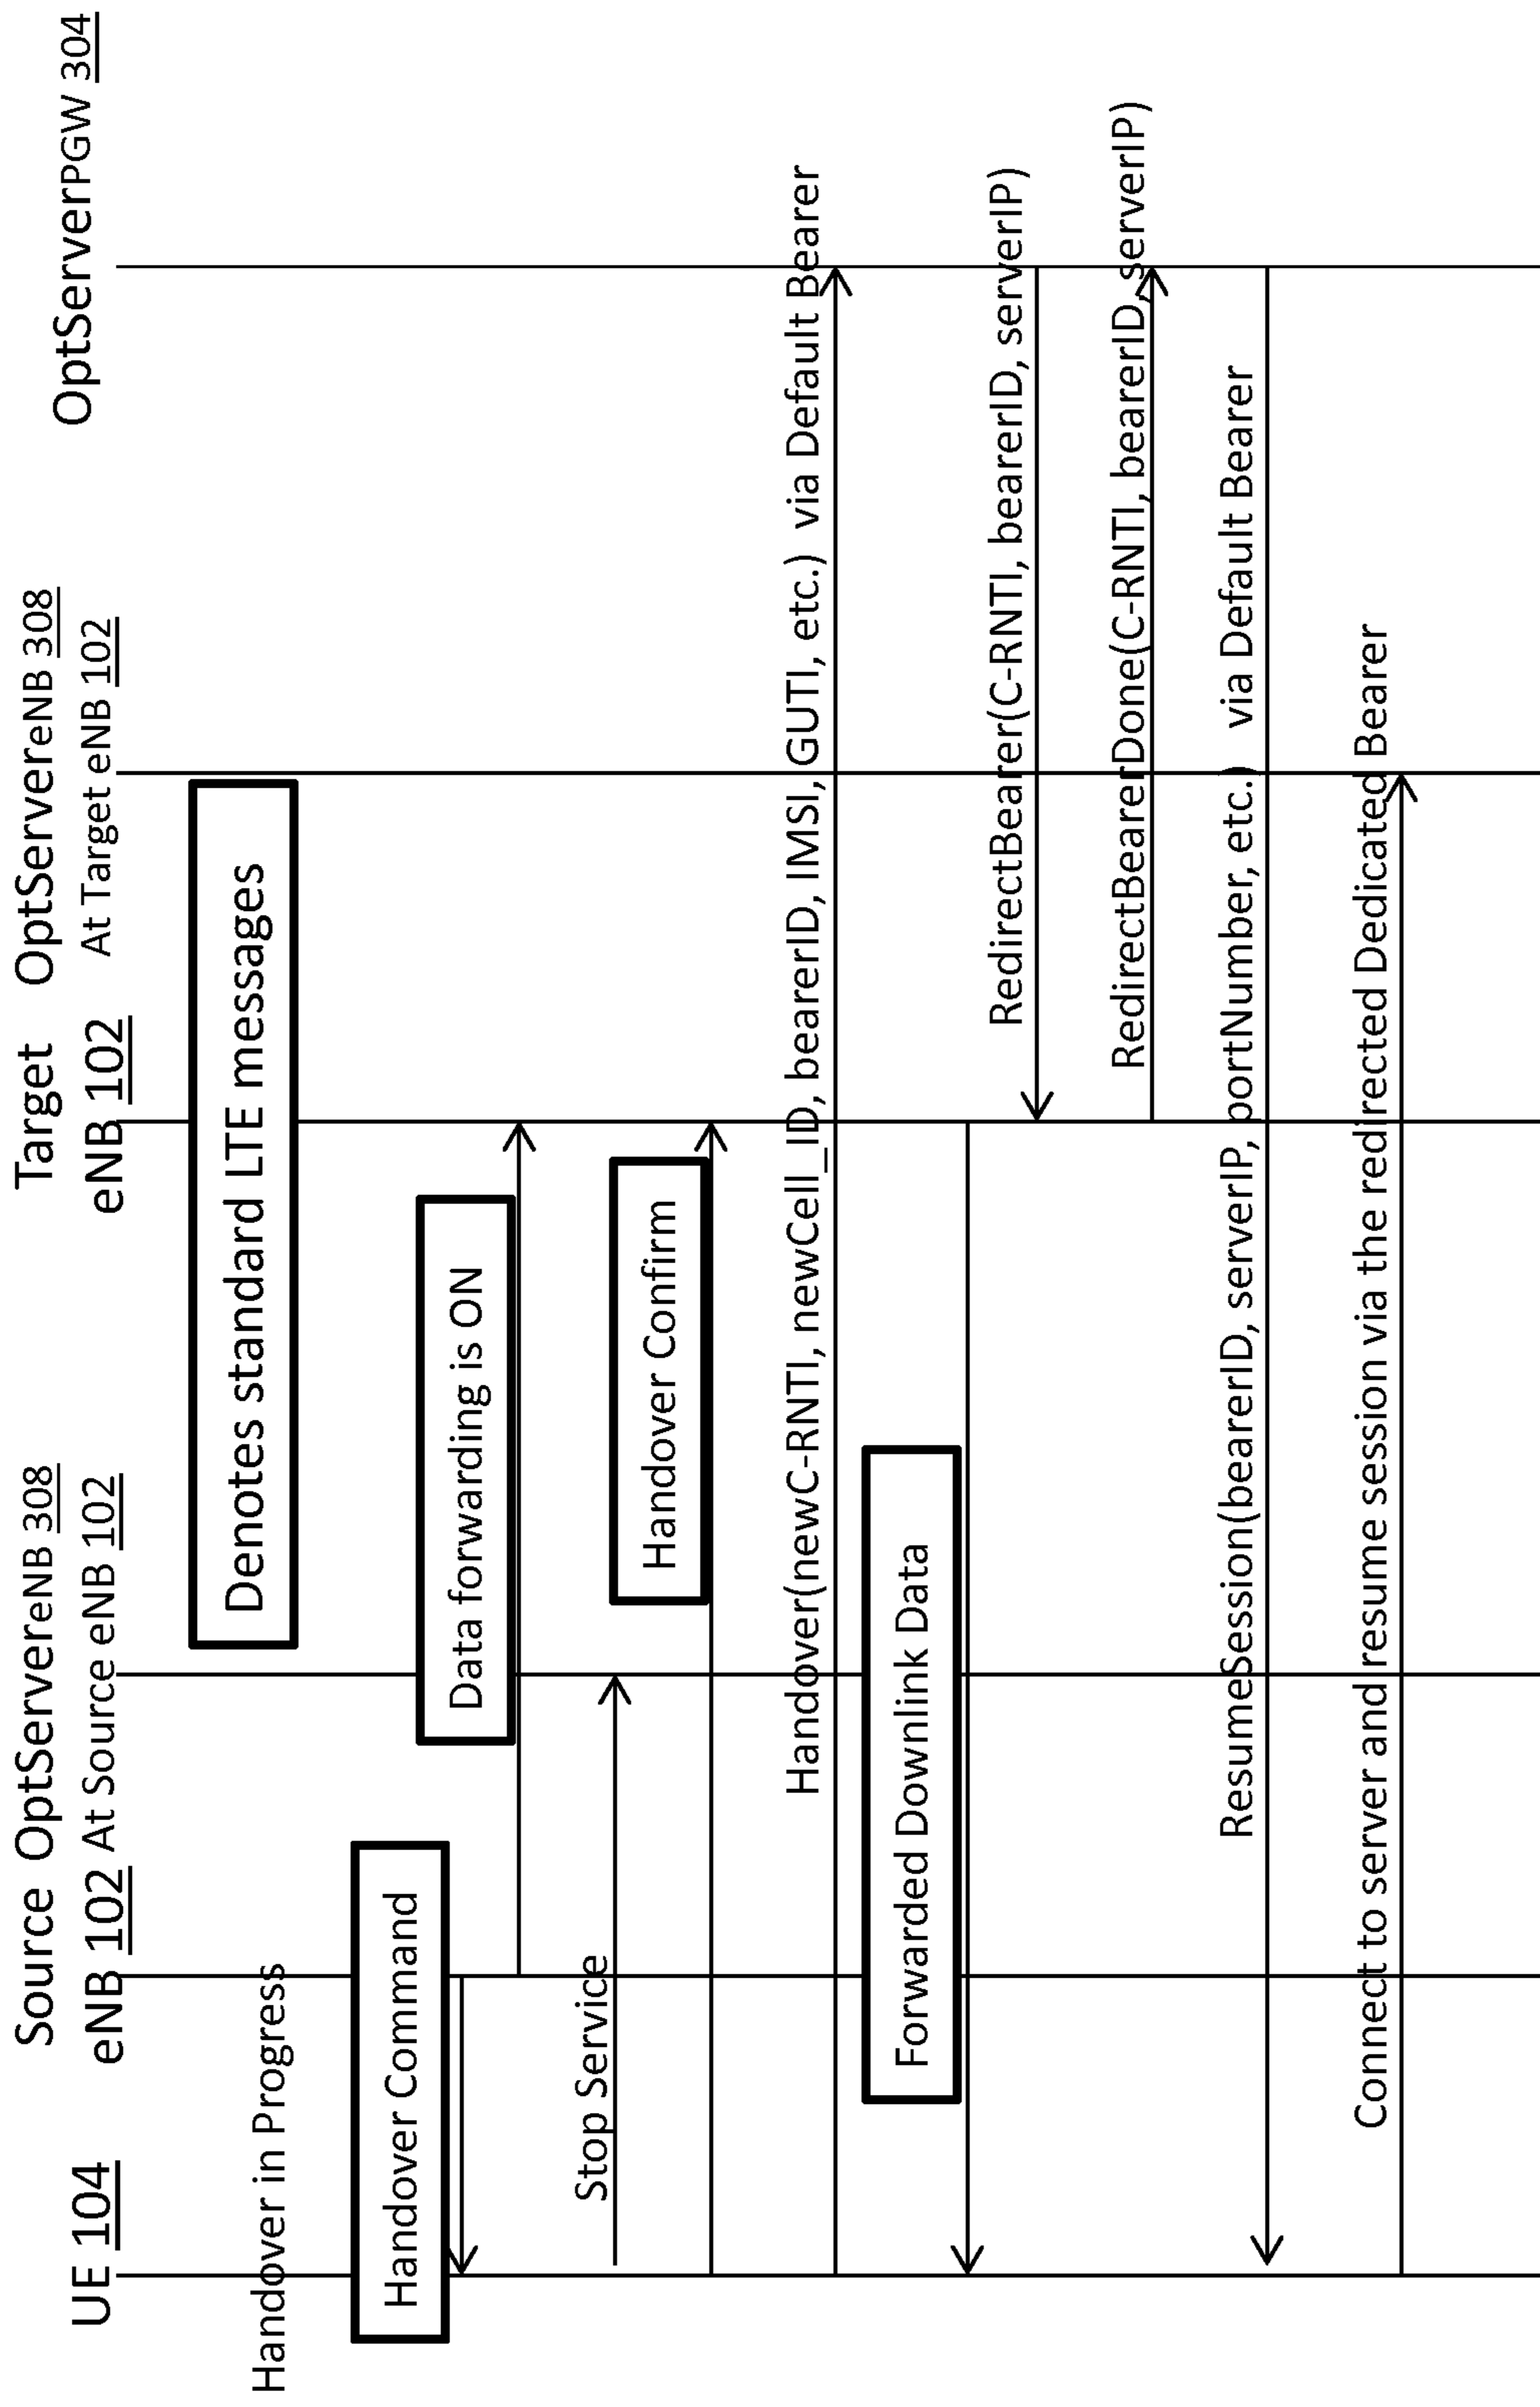 UE 104
Source
eNB 102
OptServereNB 308
At Source eNB 102
Target
eNB 102
OptServereNB 308
At Target eNB 102
OptServerPGW 304
Denotes standard LTE messages
Handover in Progress
Handover Command
Data forwarding is ON
Stop Service
Handover Confirm
Handover(newC-RNTI, newCell_ID, bearerID, IMSI, GUTI, etc.) via Default Bearer
Forwarded Downlink Data
RedirectBearer(C-RNTI, bearerID, serverIP)
RedirectBearerDone(C-RNTI, bearerID, serverIP)
ResumeSession(bearerID, serverIP, portNumber, etc.) via Default Bearer
Connect to server and resume session via the redirected Dedicated Bearer